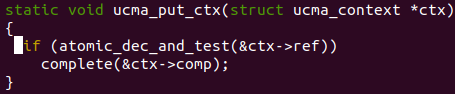 static void ucma_put_ctx(struct ucma_context *ctx)
{
if (atomic_dec_and_test(&ctx->ref))
complete(&ctx->comp);
}